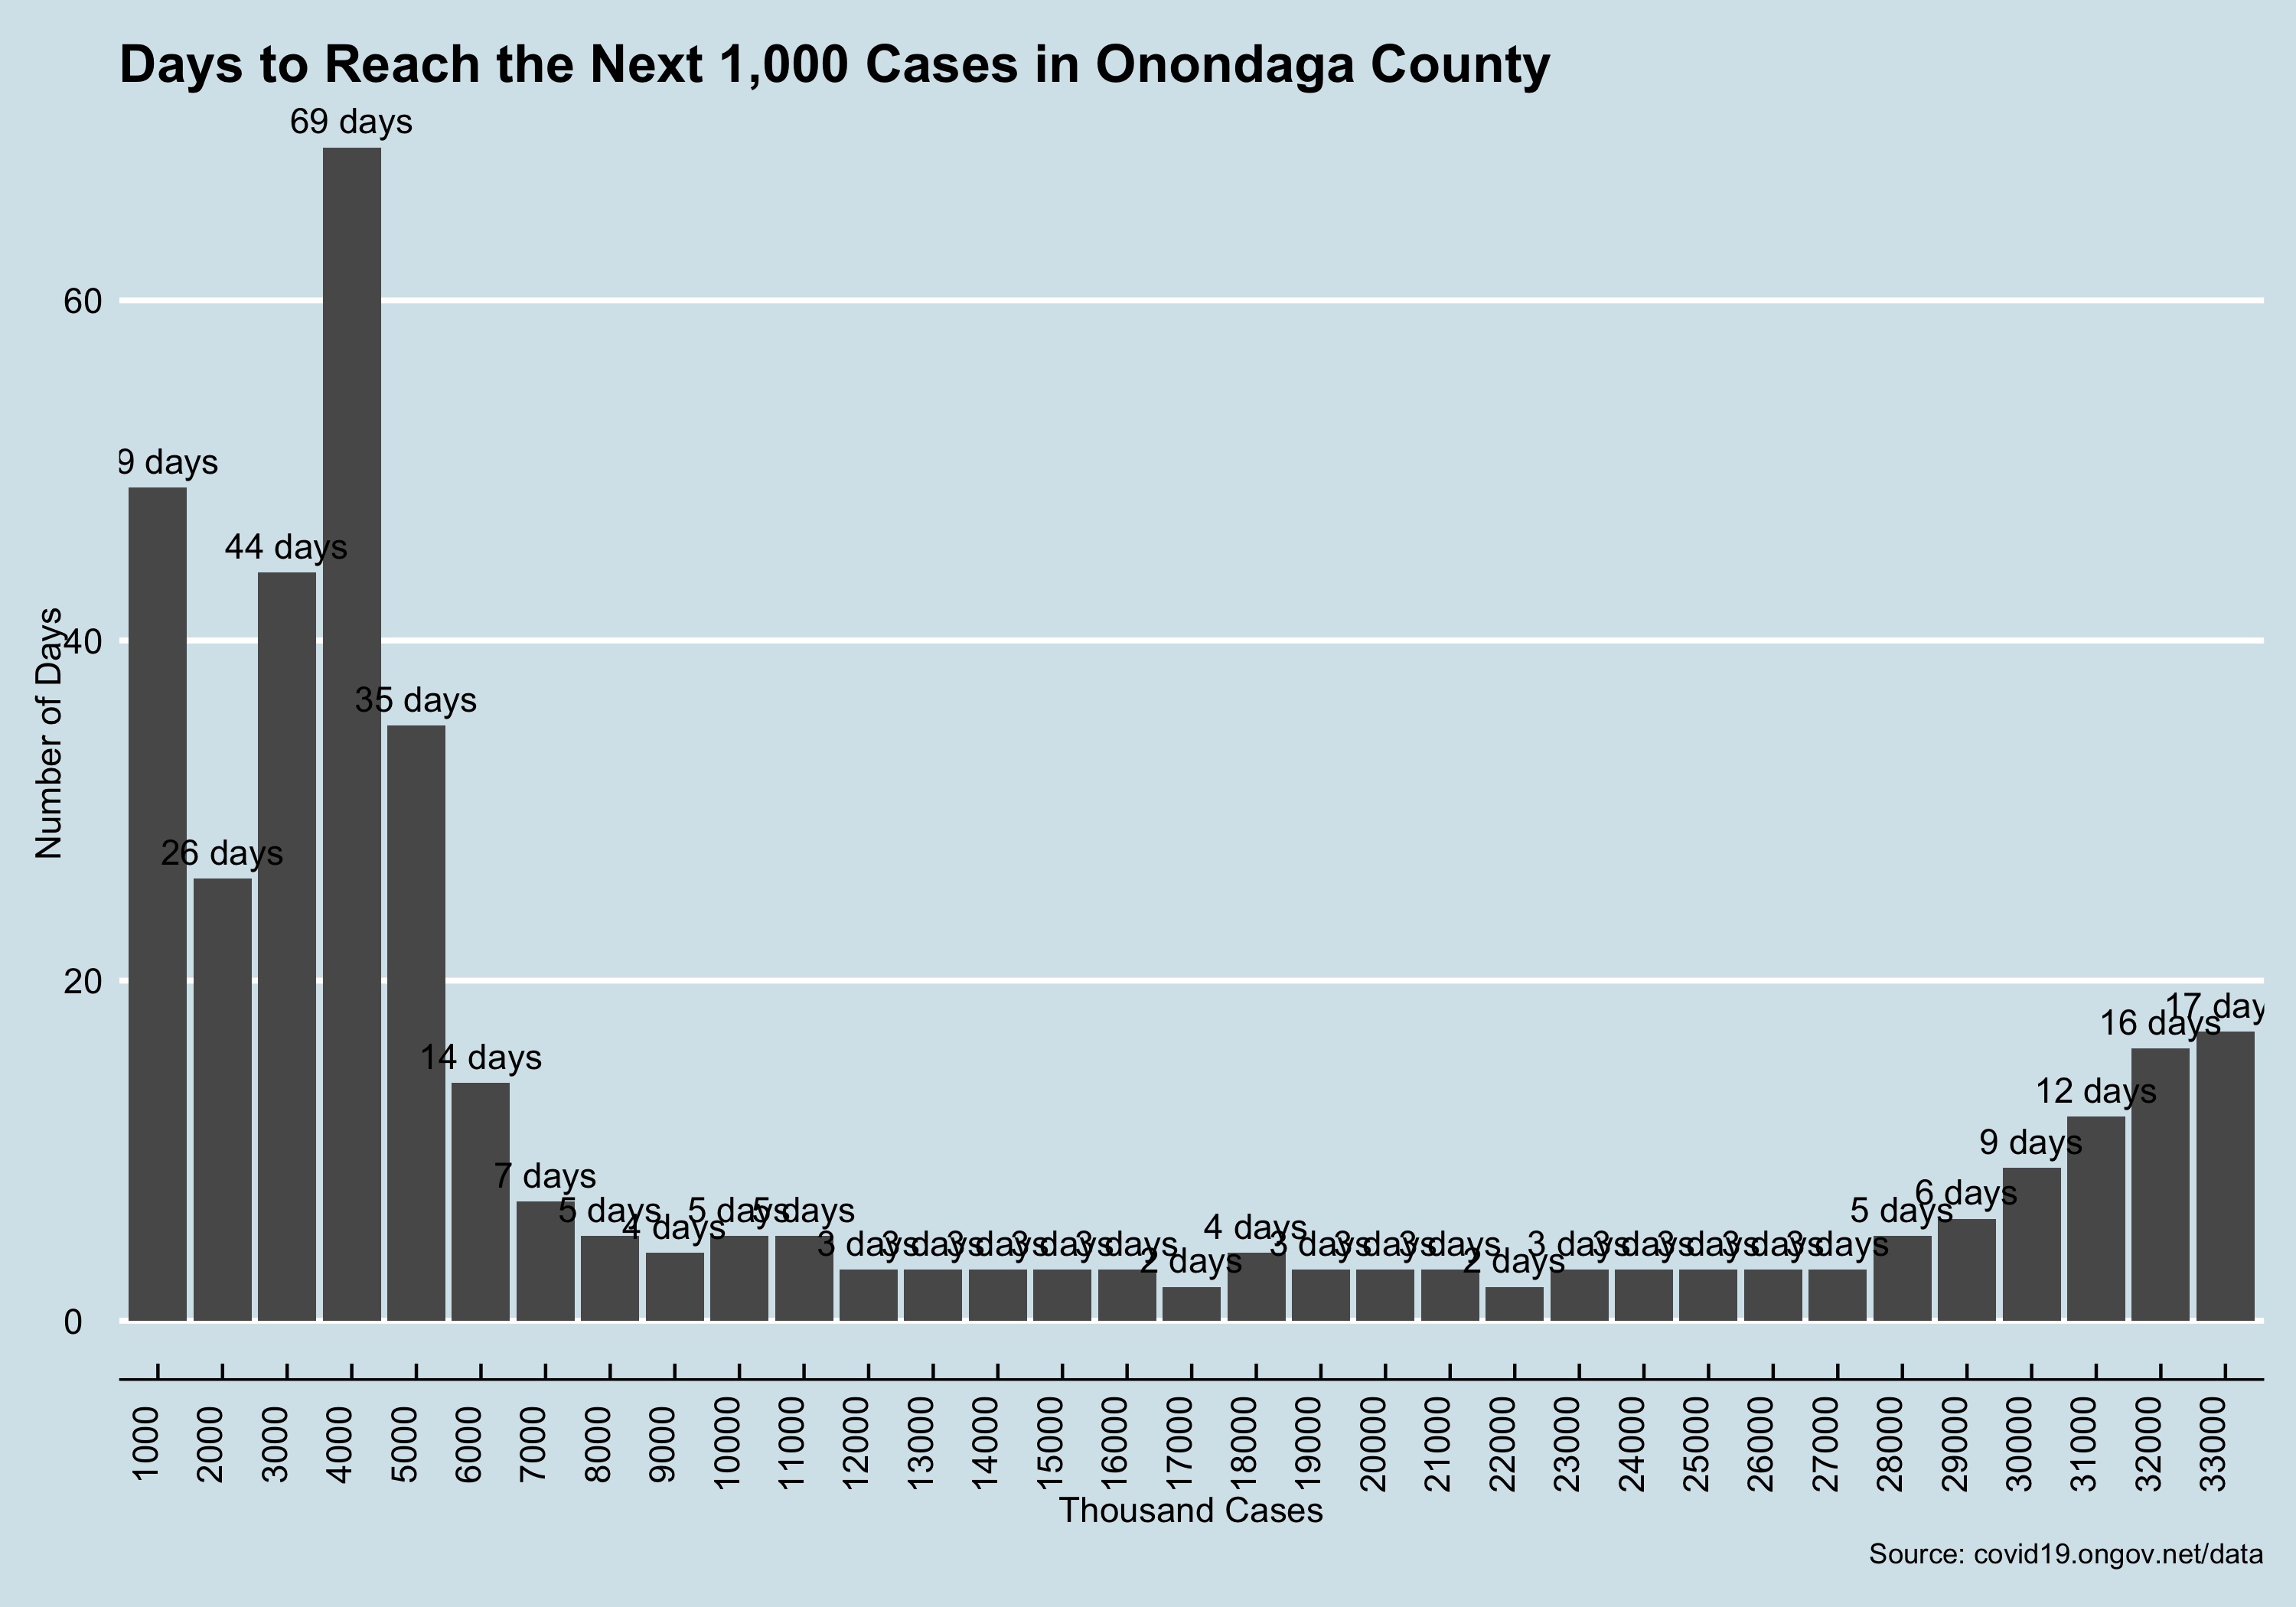 Days to Reach the Next 1,000 Cases in Onondaga County
69 days
9 days
44 days
35 days
26 days
14 days
7 days
5 days
4 days
5 days
5 days
3 days
3 days
3 days
3 days
3 days
2 days
4 days
3 days
3 days
3 days
2 days
3 days
3 days
3 days
3 days
3 days
5 days
6 days
9 days
12 days
16 days
17 day
60
40
20
0
Number of Days
1000
2000
3000
4000
5000
6000
7000
8000
9000
10000
11000
12000
13000
14000
15000
16000
17000
18000
19000
20000
21000
22000
23000
24000
25000
26000
27000
28000
29000
30000
31000
32000
33000
Thousand Cases
Source: covid19.ongov.net/data